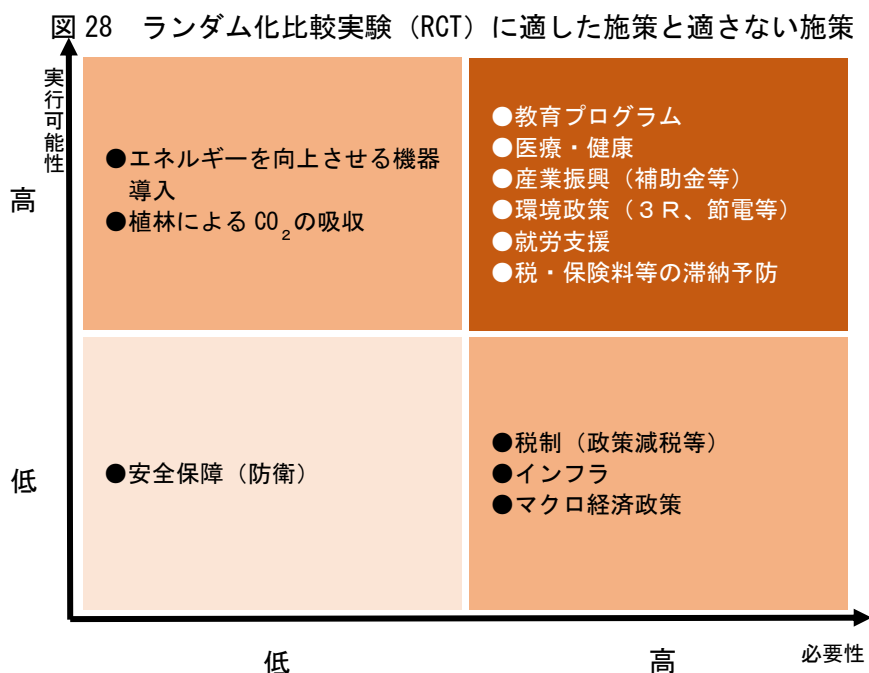 図28 ランダム化比較実験（RCT）に適した施策と適さない施策
実行可能性
高
●エネルギーを向上させる機器
導入
●植林によるCO₂の吸収
●教育プログラム
●医療・健康
●産業振興（補助金等）
●環境政策（３Ｒ、節電等）
●就労支援
●税・保険料等の滞納予防
低
●安全保障（防衛）
●税制（政策減税等）
●インフラ
●マクロ経済政策
低
高
必要性